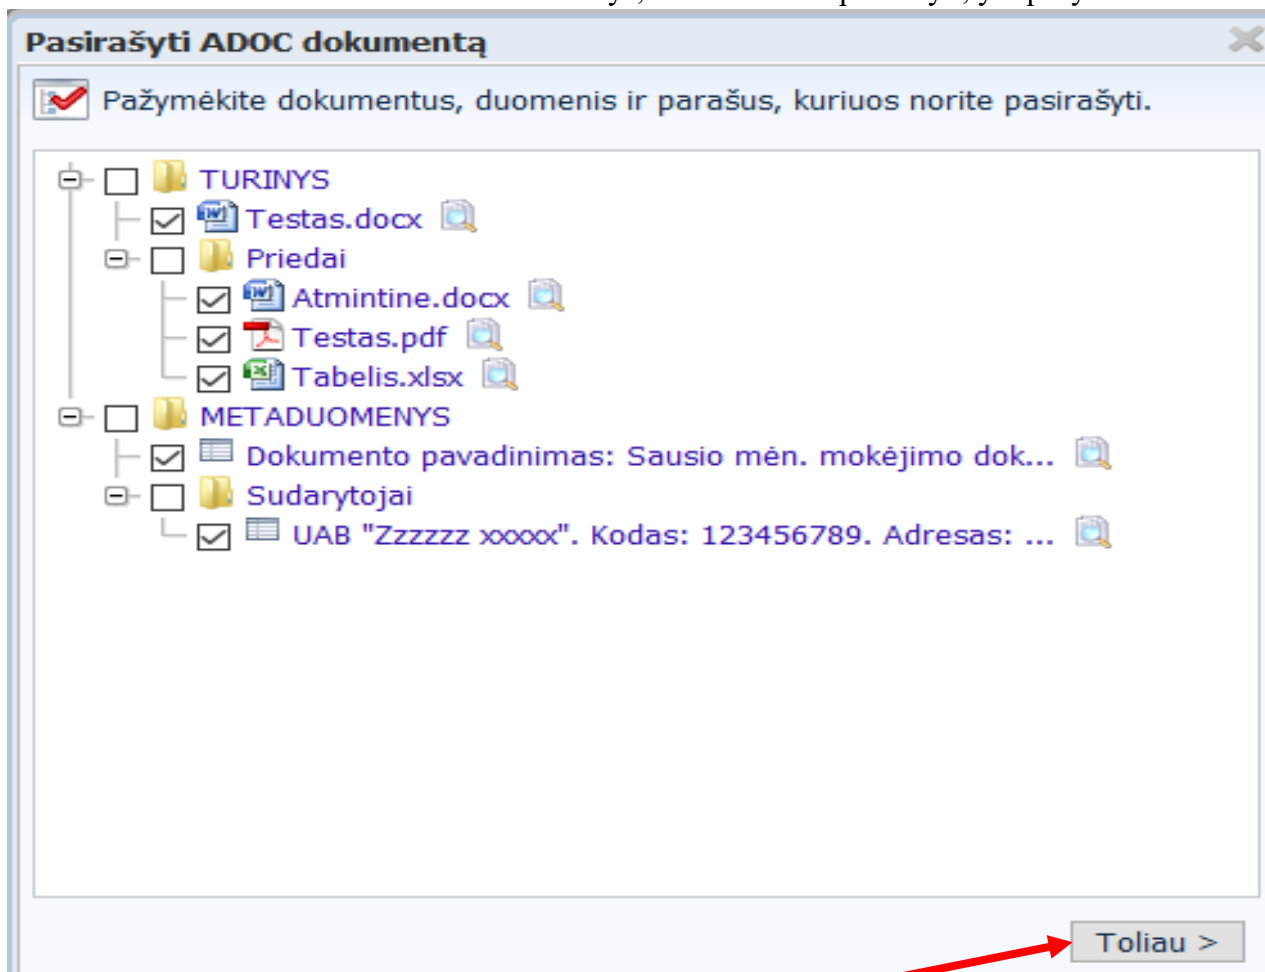 Pasirašyti ADOC dokumentą
Pažymėkite dokumentus, duomenis ir parašus, kuriuos norite pasirašyti.
TURINYS
Testas.docx
Priedai
Atmintine.docx
Testas.pdf
Tabelis.xlsx
METADUOMENYS
Dokumento pavadinimas: Sausio mėn. mokėjimo dok...
Sudarytojai
UAB "Zzzzzz xxxxx". Kodas: 123456789. Adresas: ...
Toliau >